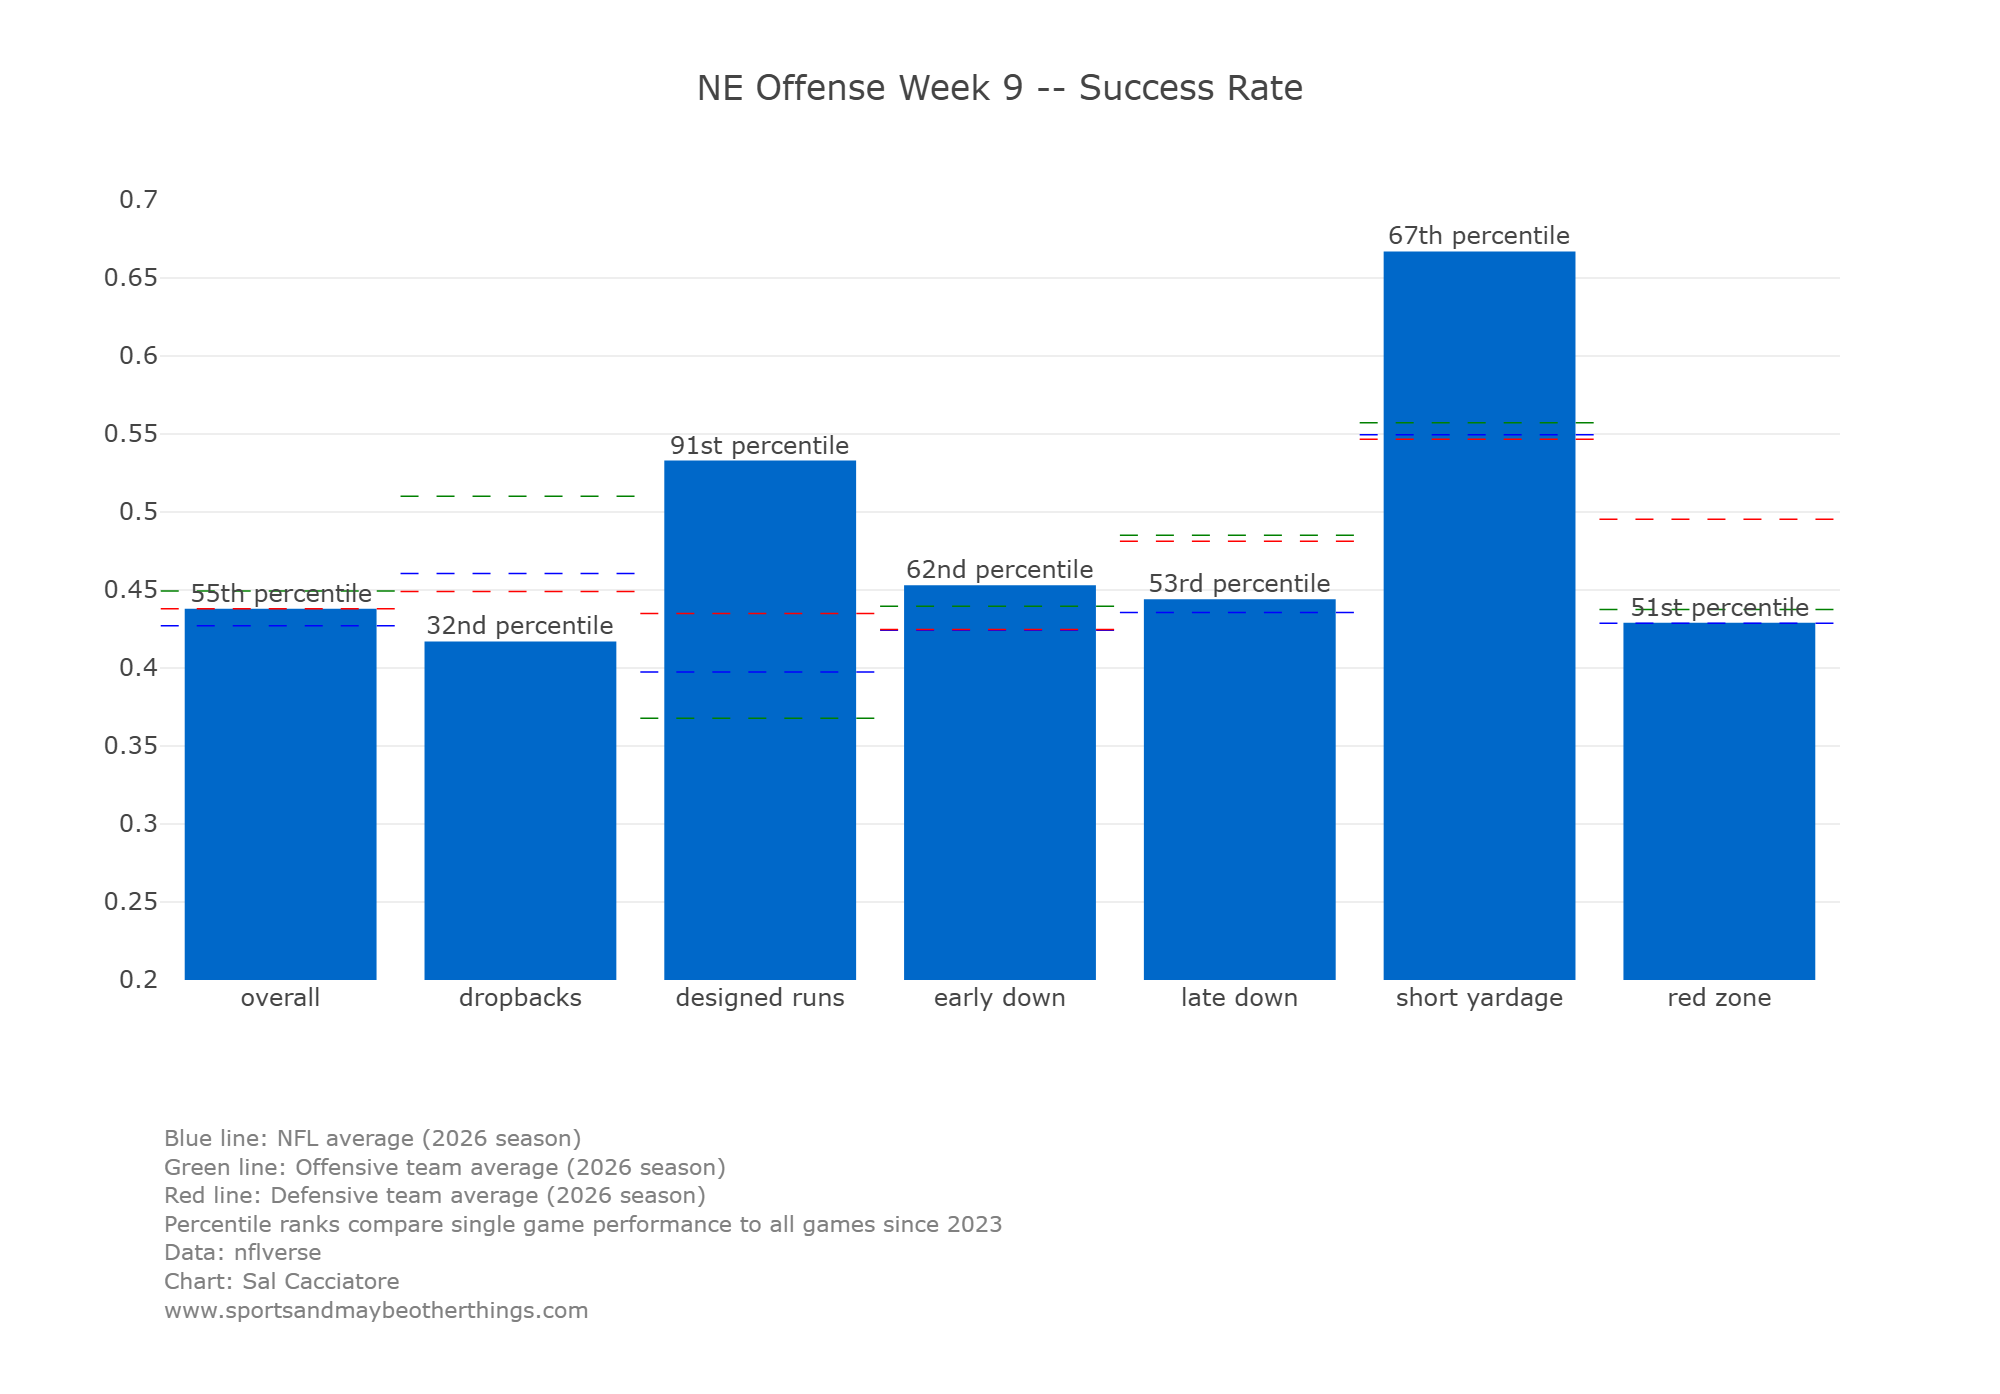 NE Offense Week 9 -- Success Rate
0.7
0.65
0.6
0.55
0.5
0.45
0.4
0.35
0.3
0.25
0.2
55th percentile
32nd percentile
91st percentile
62nd percentile
53rd percentile
67th percentile
51st percentile
overall
dropbacks
designed runs
early down
late down
short yardage
red zone
Blue line: NFL average (2026 season)
Green line: Offensive team average (2026 season)
Red line: Defensive team average (2026 season)
Percentile ranks compare single game performance to all games since 2023
Data: nflverse
Chart: Sal Cacciatore
www.sportsandmaybeotherthings.com